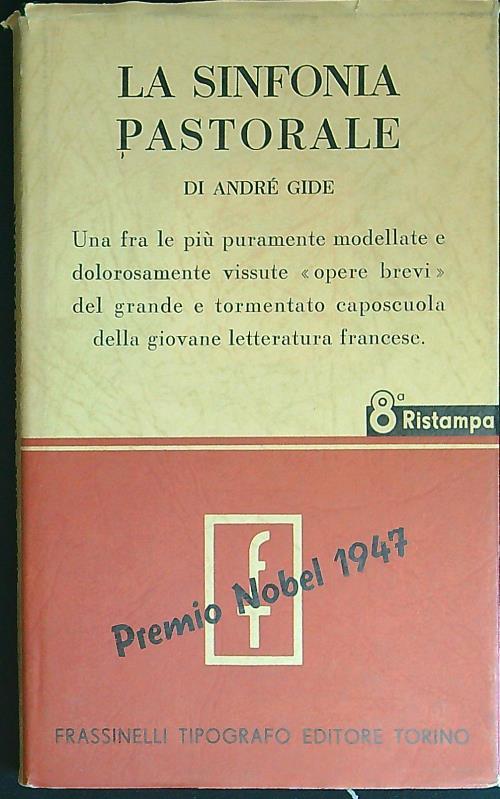 LA SINFONIA
PASTORALE
DI ANDRÉ GIDE
Una fra le più puramente modellate e
dolorosamente vissute « opere brevi »
del grande e tormentato caposcuola
della giovane letteratura francese.
8a Ristampa
f
Premio Nobel 1947
FRASSINELLI TIPOGRAFO EDITORE TORINO